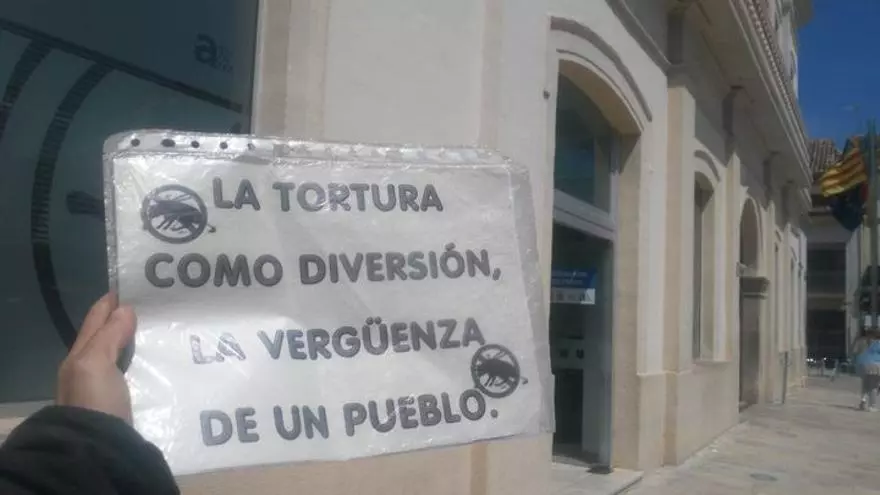 LA TORTURA
COMO DIVERSIÓN,
LA VERGÜENZA
DE UN PUEBLO.